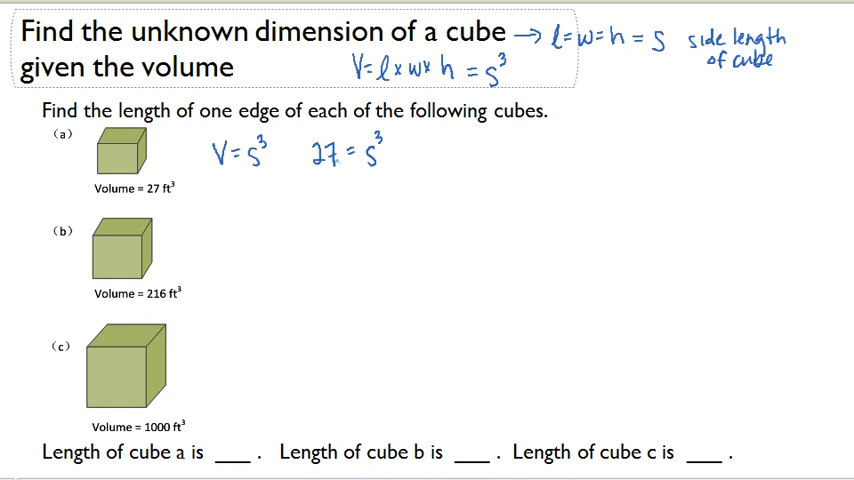 Find the unknown dimension of a cube → l = w = h = s side length
given the volume V = l × w × h = s³ of cube
Find the length of one edge of each of the following cubes.
(a)
V = s³ 27 = s³
Volume = 27 ft³
(b)
Volume = 216 ft³
(c)
Volume = 1000 ft³
Length of cube a is ___ . Length of cube b is ___ . Length of cube c is ___ .